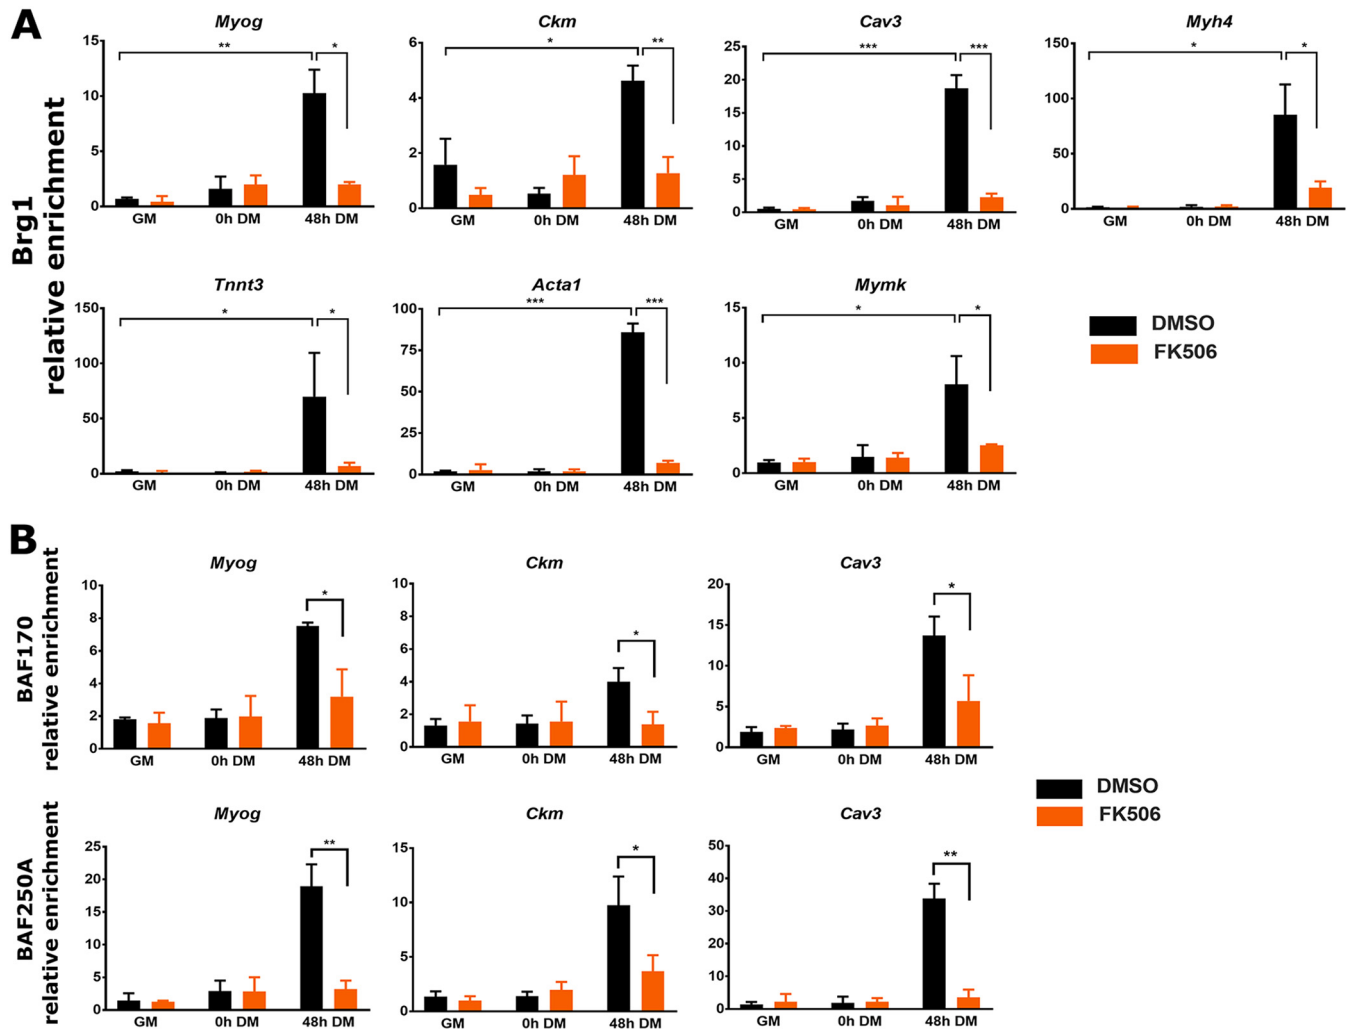 A
Brg1
relative enrichment
Myog
15
10
5
0
**
*
GM
0h DM
48h DM
Ckm
6
4
2
0
*
**
GM
0h DM
48h DM
Cav3
25
20
15
10
5
0
***
***
GM
0h DM
48h DM
Myh4
150
100
50
0
*
*
GM
0h DM
48h DM
Tnnt3
150
100
50
0
*
*
GM
0h DM
48h DM
Acta1
100
75
50
25
0
***
***
GM
0h DM
48h DM
Mymk
15
10
5
0
*
*
GM
0h DM
48h DM
DMSO
FK506
B
BAF170
relative enrichment
Myog
10
8
6
4
2
0
*
GM
0h DM
48h DM
Ckm
10
8
6
4
2
0
*
GM
0h DM
48h DM
Cav3
20
15
10
5
0
*
GM
0h DM
48h DM
BAF250A
relative enrichment
Myog
25
20
15
10
5
0
**
GM
0h DM
48h DM
Ckm
15
10
5
0
*
GM
0h DM
48h DM
Cav3
50
40
30
20
10
0
**
GM
0h DM
48h DM
DMSO
FK506